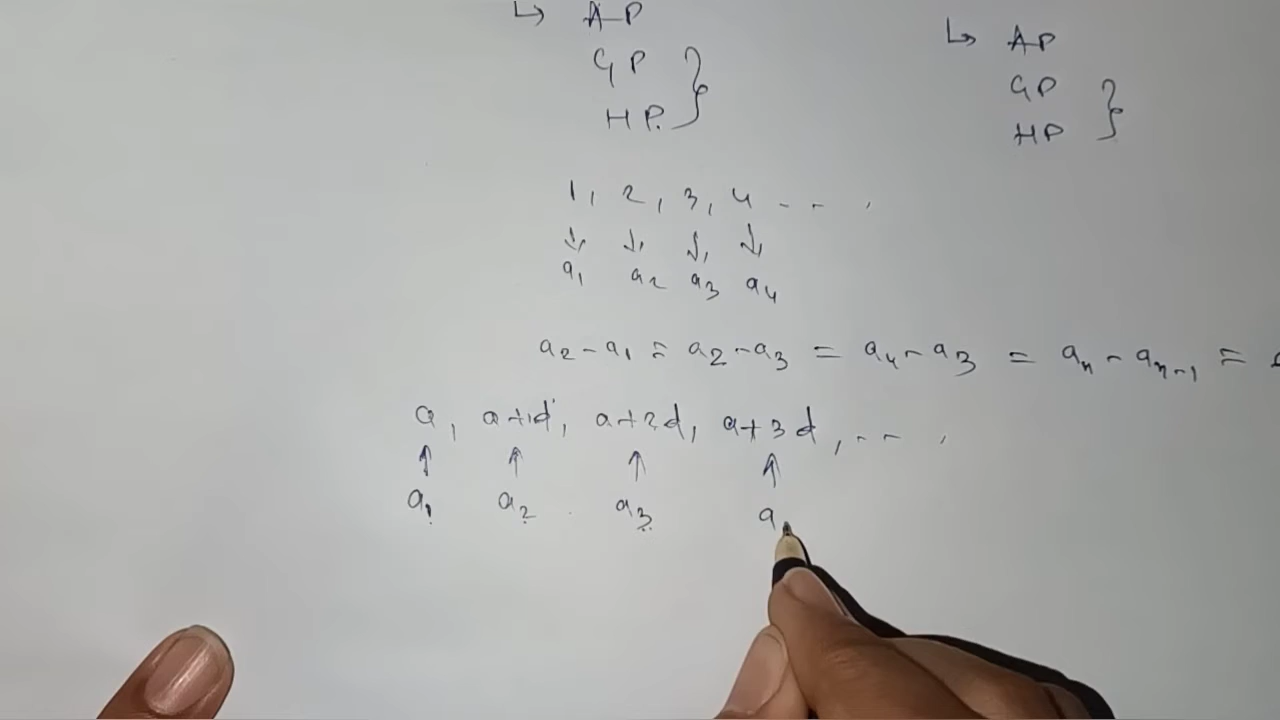 ↳ AP
GP }
HP.
↳ AP
GP }
HP
1, 2, 3, 4 - - .
↓ ↓ ↓ ↓
a₁ a₂ a₃ a₄
a₂-a₁ = a₂-a₃ = a₄-a₃ = aₙ-aₙ₋₁ =
a, a+1d, a+2d, a+3d, -- ,
↑ ↑ ↑ ↑
a₁ a₂ . a₃ a